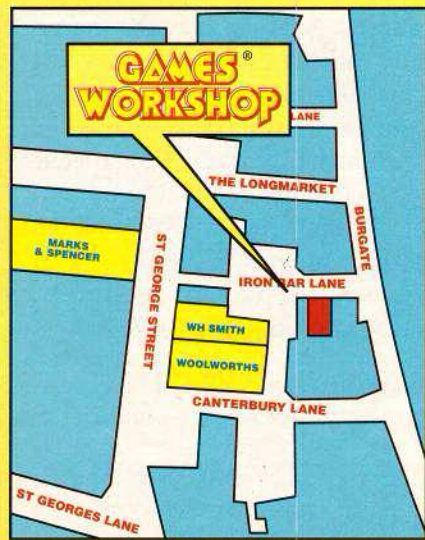 GAMES®
WORKSHOP
LANE
THE LONGMARKET
BURGATE
MARKS
& SPENCER
ST GEORGE STREET
IRON BAR LANE
WH SMITH
WOOLWORTHS
CANTERBURY LANE
ST GEORGES LANE